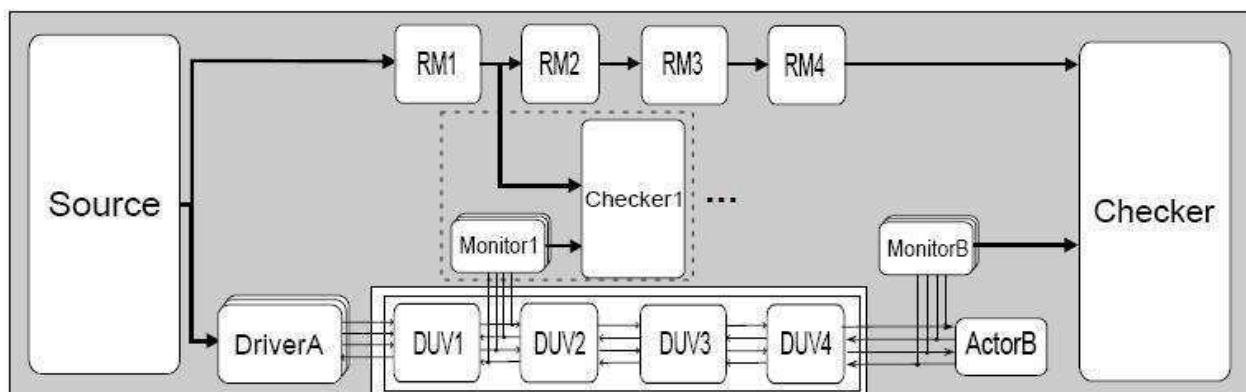 RM1
RM2
RM3
RM4
Source
Checker1
...
Checker
Monitor1
MonitorB
DriverA
DUV1
DUV2
DUV3
DUV4
ActorB